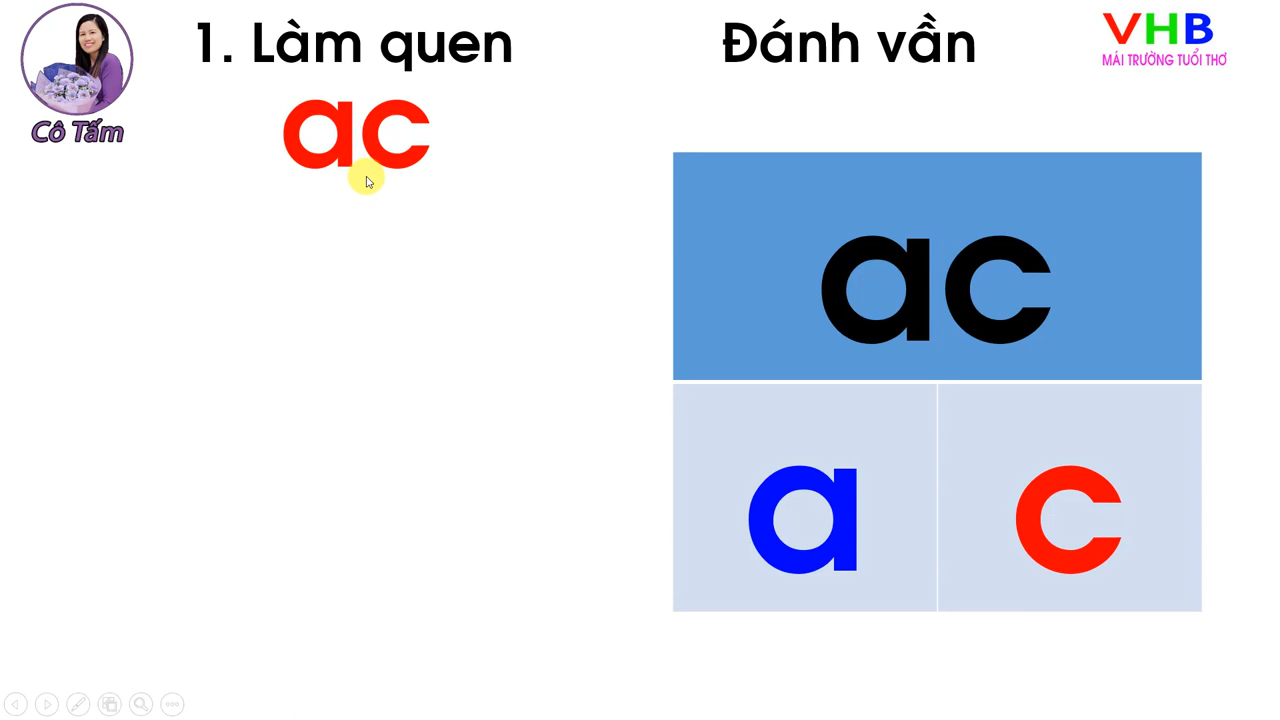 1. Làm quen
ac
Cô Tấm
Đánh vần
VHB
MÁI TRƯỜNG TUỔI THƠ
ac
a c